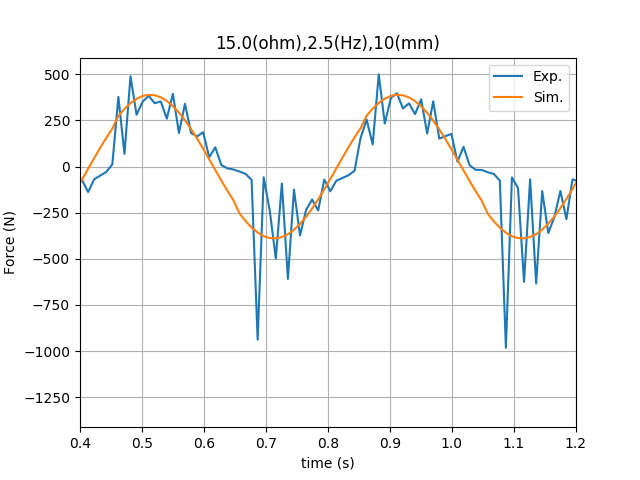 15.0(ohm),2.5(Hz),10(mm)
Exp.
Sim.
Force (N)
500
250
0
−250
−500
−750
−1000
−1250
0.4 0.5 0.6 0.7 0.8 0.9 1.0 1.1 1.2
time (s)